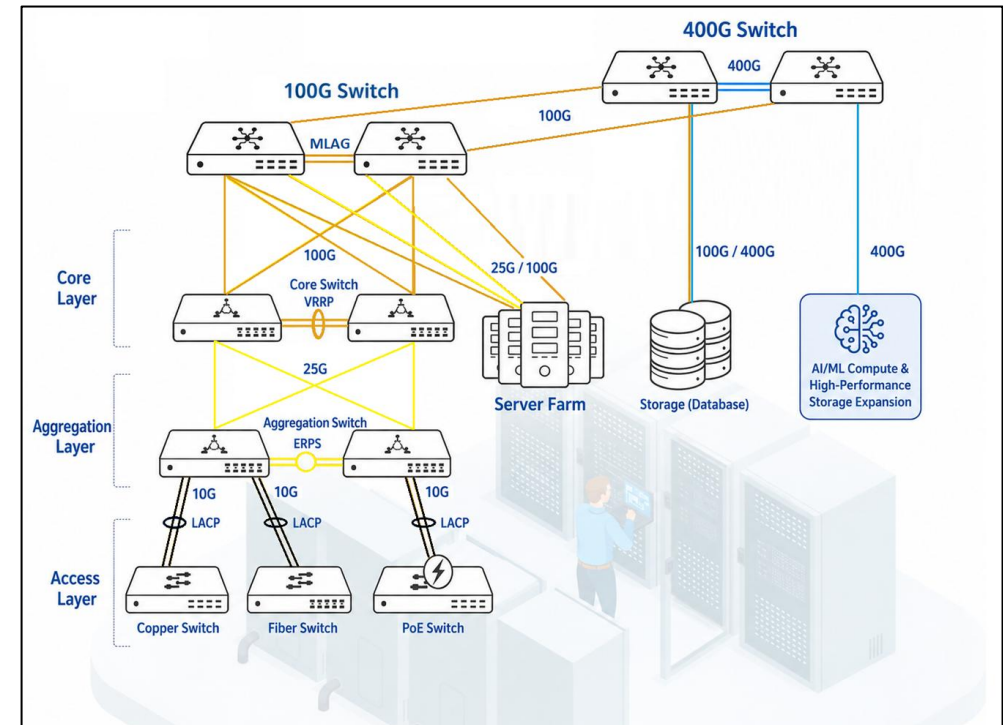 400G Switch
400G
100G Switch
100G
MLAG
100G
25G / 100G
100G / 400G
400G
Core
Layer
Core Switch
VRRP
25G
Server Farm
Storage (Database)
AI/ML Compute &
High-Performance
Storage Expansion
Aggregation
Layer
Aggregation Switch
ERPS
10G
10G
10G
LACP
LACP
LACP
Access
Layer
Copper Switch
Fiber Switch
PoE Switch